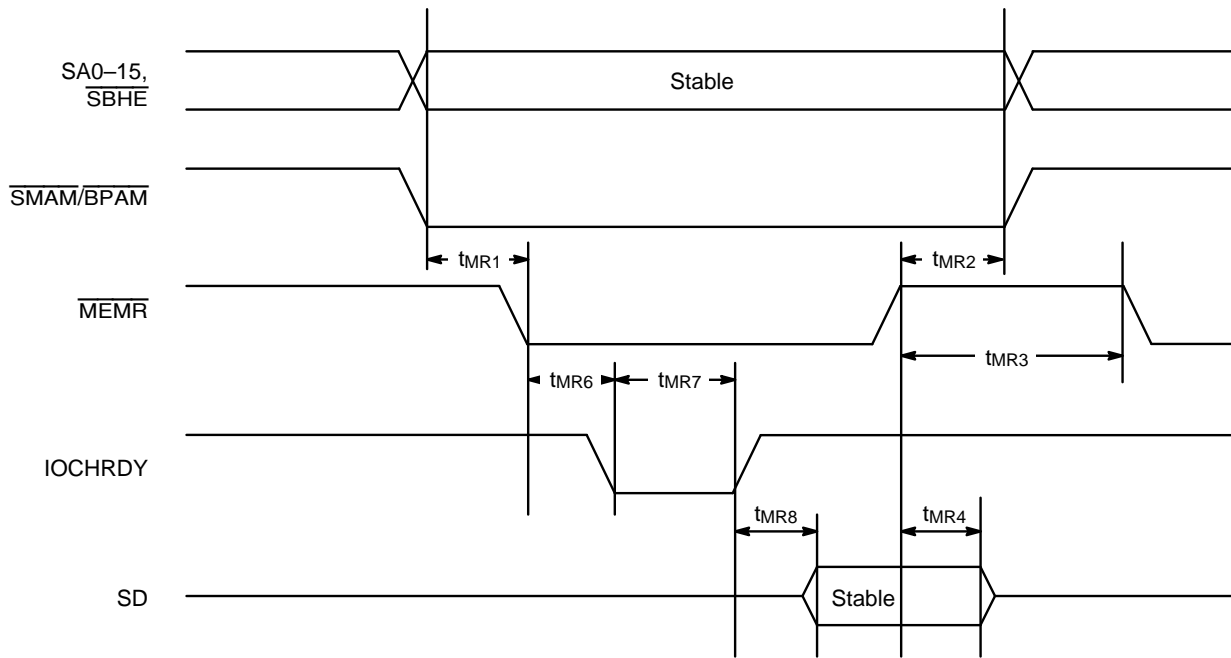 SA0–15,
SBHE
Stable
SMAM/BPAM
tMR1
tMR2
MEMR
tMR3
tMR6
tMR7
IOCHRDY
tMR8
tMR4
SD
Stable